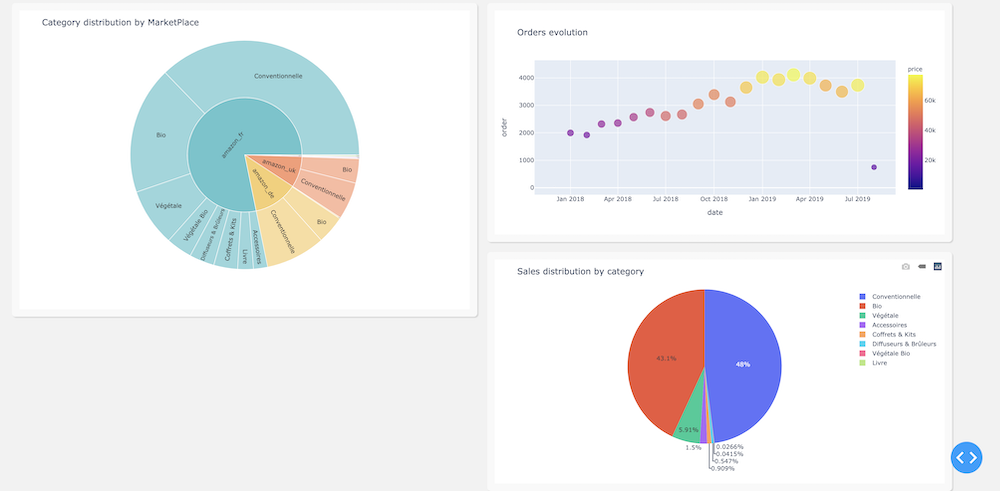 Category distribution by MarketPlace
Conventionnelle
Bio
amazon_fr
Végétale
Végétale Bio
Diffuseurs & Brûleurs
Coffrets & Kits
Livre
Accessoires
amazon_de
Conventionnelle
Bio
amazon_uk
Conventionnelle
Bio
Orders evolution
price
4000
3000
2000
1000
0
order
60k
40k
20k
Jan 2018 Apr 2018 Jul 2018 Oct 2018 Jan 2019 Apr 2019 Jul 2019
date
Sales distribution by category
Conventionnelle
Bio
Végétale
Accessoires
Coffrets & Kits
Diffuseurs & Brûleurs
Végétale Bio
Livre
43.1%
48%
5.91%
1.5%
0.0266%
0.0415%
0.547%
0.909%